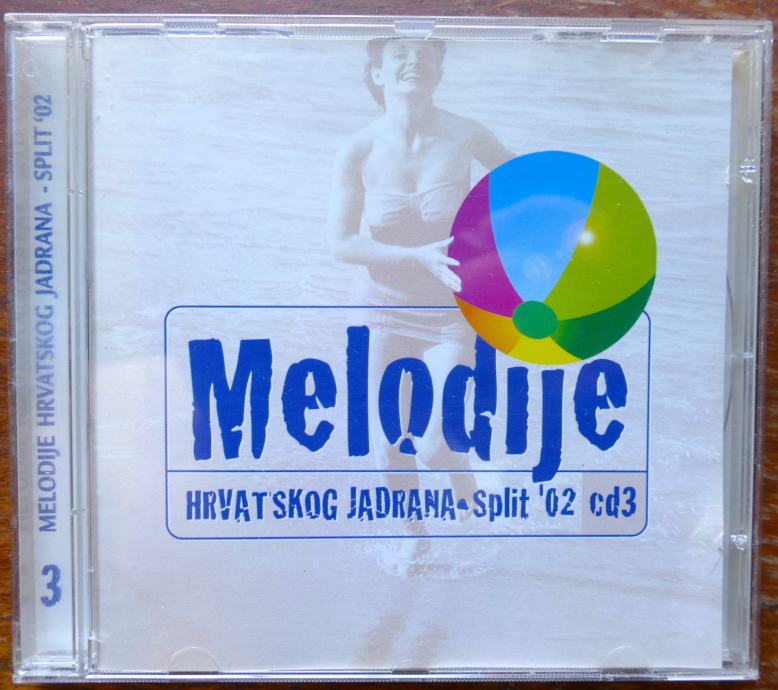 3 MELODIJE HRVATSKOG JADRANA - SPLIT '02
Melodije
HRVATSKOG JADRANA•Split '02 cd3